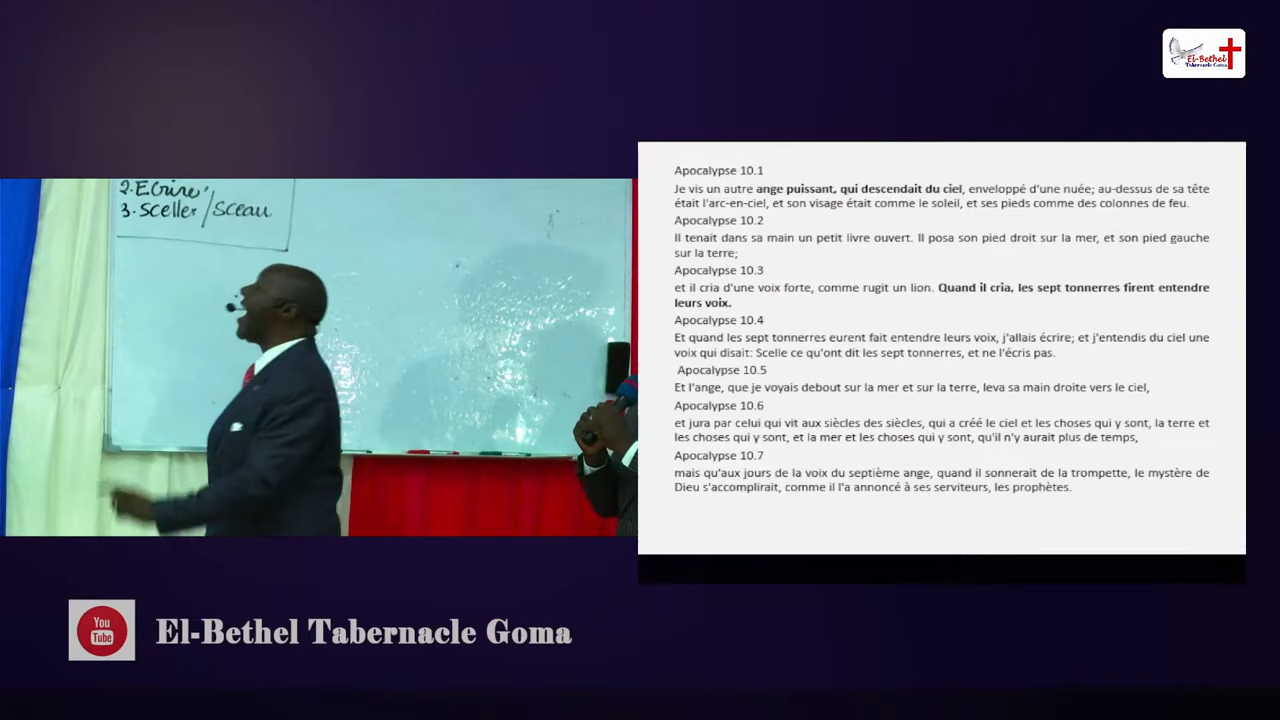 El-Bethel
Tabernacle Goma
2. Ecrire
3. Sceller / Sceau
Apocalypse 10.1
Je vis un autre ange puissant, qui descendait du ciel, enveloppé d'une nuée; au-dessus de sa tête
était l'arc-en-ciel, et son visage était comme le soleil, et ses pieds comme des colonnes de feu.
Apocalypse 10.2
Il tenait dans sa main un petit livre ouvert. Il posa son pied droit sur la mer, et son pied gauche
sur la terre;
Apocalypse 10.3
et il cria d'une voix forte, comme rugit un lion. Quand il cria, les sept tonnerres firent entendre
leurs voix.
Apocalypse 10.4
Et quand les sept tonnerres eurent fait entendre leurs voix, j'allais écrire; et j'entendis du ciel une
voix qui disait: Scelle ce qu'ont dit les sept tonnerres, et ne l'écris pas.
Apocalypse 10.5
Et l'ange, que je voyais debout sur la mer et sur la terre, leva sa main droite vers le ciel,
Apocalypse 10.6
et jura par celui qui vit aux siècles des siècles, qui a créé le ciel et les choses qui y sont, la terre et
les choses qui y sont, et la mer et les choses qui y sont, qu'il n'y aurait plus de temps,
Apocalypse 10.7
mais qu'aux jours de la voix du septième ange, quand il sonnerait de la trompette, le mystère de
Dieu s'accomplirait, comme il l'a annoncé à ses serviteurs, les prophètes.
You
Tube
El-Bethel Tabernacle Goma